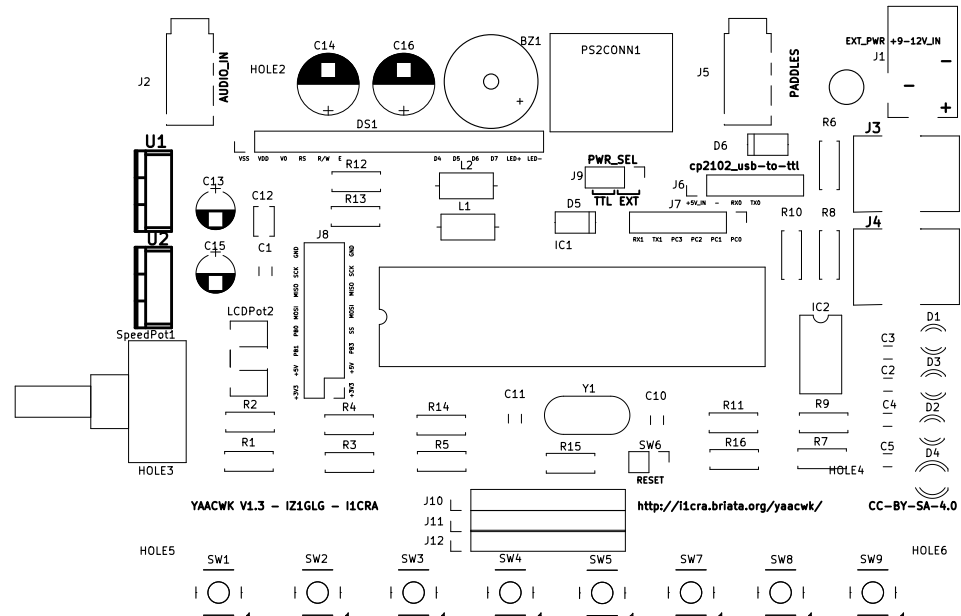 EXT_PWR +9-12V_IN
J1
J2
AUDIO_IN
C14
C16
HOLE2
BZ1
PS2CONN1
J5
PADDLES
+
+
+
-
-
+
DS1
VSS VDD VO RS R/W E D4 D5 D6 D7 LED+ LED-
R6
J3
D6
U1
PWR_SEL
cp2102_usb-to-ttl
J9
J6
+5V_IN - RX0 TX0
TTL EXT
R12
L2
C13
C12
R13
L1
D5
J7
RX1 TX1 PC3 PC2 PC1 PC0
R10
R8
J4
U2
C15
C1
J8
IC1
GND SCK MISO MOSI PB0 PB1 +5V +3V3
GND SCK MISO MOSI SS PB3 +5V +3V3
LCDPot2
SpeedPot1
IC2
D1
C3
D3
C2
D2
C4
D4
C5
R2
R4
R14
C11
Y1
C10
R11
R9
R1
R3
R5
R15
SW6
R16
R7
HOLE3
HOLE4
RESET
YAACWK V1.3 - IZ1GLG - I1CRA
J10
http://i1cra.briata.org/yaacwk/
CC-BY-SA-4.0
J11
J12
HOLE5
HOLE6
SW1 SW2 SW3 SW4 SW5 SW7 SW8 SW9